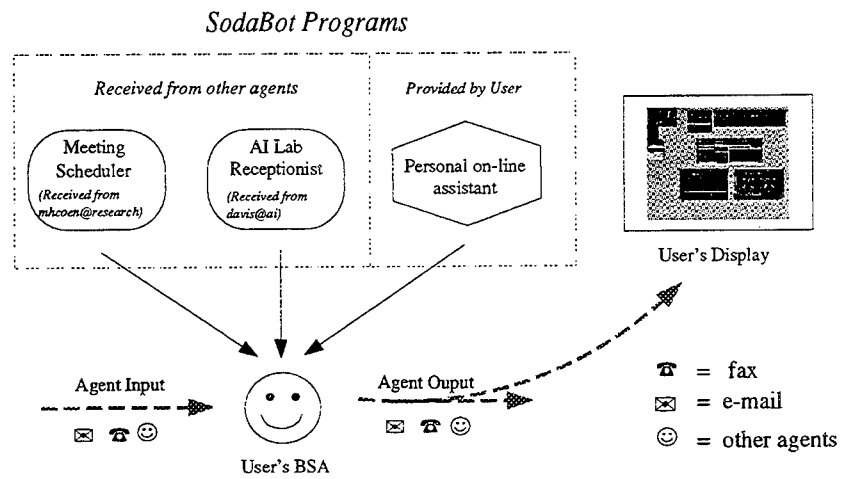 SodaBot Programs
Received from other agents
Provided by User
Meeting
Scheduler
(Received from
mhcoen@research)
AI Lab
Receptionist
(Received from
davis@ai)
Personal on-line
assistant
User's Display
Agent Input
Agent Ouput
User's BSA
= fax
= e-mail
= other agents